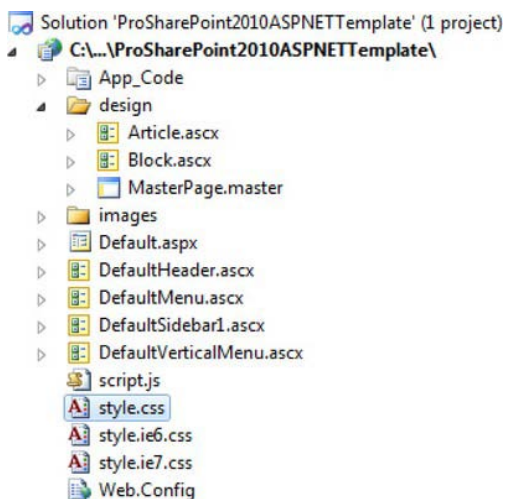 Solution 'ProSharePoint2010ASPNETTemplate' (1 project)
C:\...\ProSharePoint2010ASPNETTemplate\
App_Code
design
Article.ascx
Block.ascx
MasterPage.master
images
Default.aspx
DefaultHeader.ascx
DefaultMenu.ascx
DefaultSidebar1.ascx
DefaultVerticalMenu.ascx
script.js
style.css
style.ie6.css
style.ie7.css
Web.Config